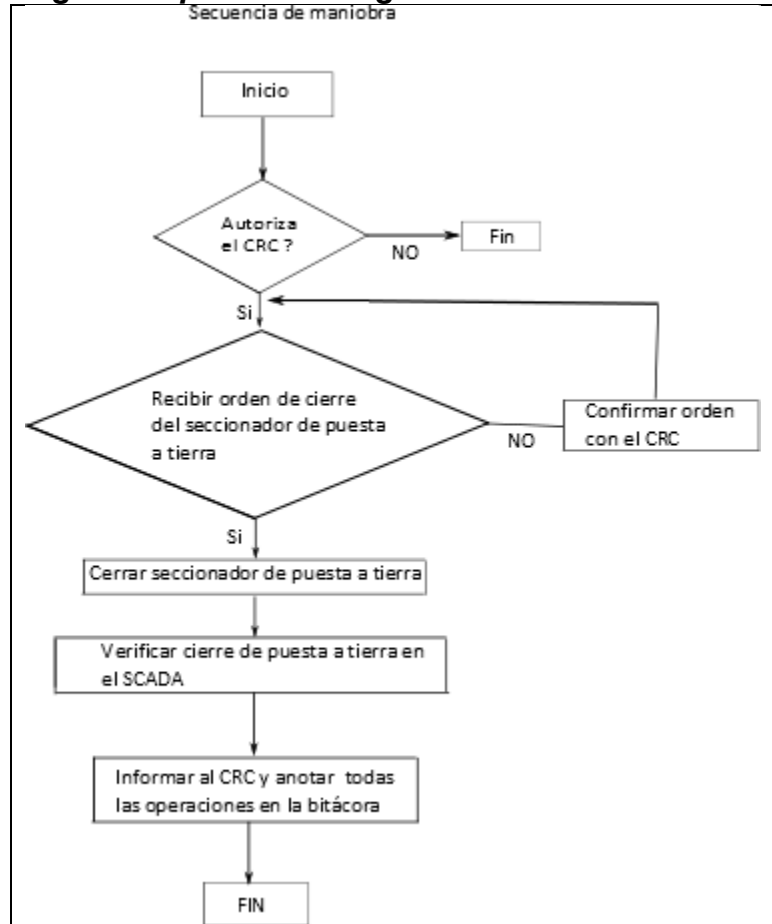 Secuencia de maniobra
Inicio
Autoriza
el CRC ?
NO
Fin
Si
Recibir orden de cierre
del seccionador de puesta
a tierra
NO
Confirmar orden
con el CRC
Si
Cerrar seccionador de puesta a tierra
Verificar cierre de puesta a tierra en
el SCADA
Informar al CRC y anotar todas
las operaciones en la bitácora
FIN